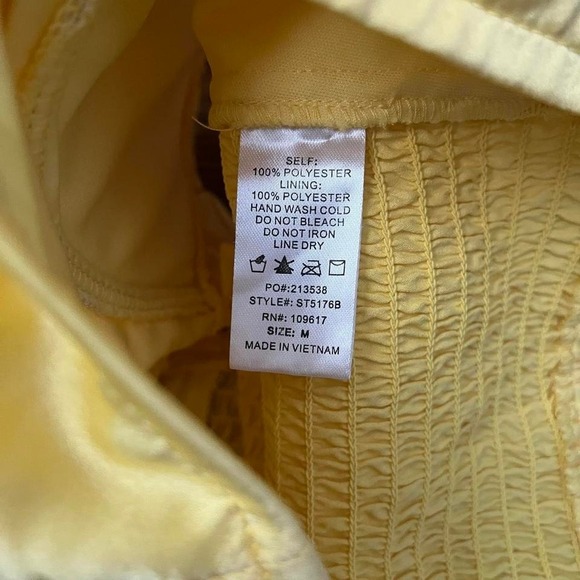 SELF:
100% POLYESTER
LINING:
100% POLYESTER
HAND WASH COLD
DO NOT BLEACH
DO NOT IRON
LINE DRY
PO#:213538
STYLE#: ST5176B
RN#: 109617
SIZE: M
MADE IN VIETNAM